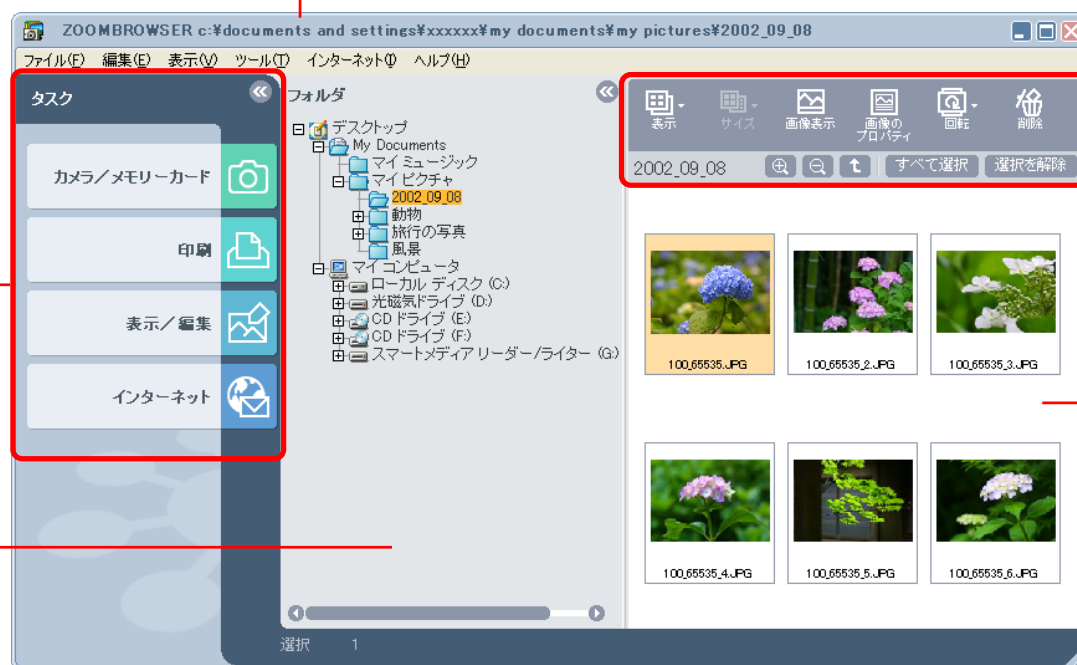 ZOOMBROWSER c:¥documents and settings¥xxxxxx¥my documents¥my pictures¥2002_09_08
ファイル(F) 編集(E) 表示(V) ツール(T) インターネット(I) ヘルプ(H)
タスク
カメラ/メモリーカード
印刷
表示/編集
インターネット
フォルダ
デスクトップ
My Documents
マイ ミュージック
マイ ピクチャ
2002_09_08
動物
旅行の写真
風景
マイ コンピュータ
ローカル ディスク (C:)
光磁気ドライブ (D:)
CD ドライブ (E:)
CD ドライブ (F:)
スマートメディア リーダー/ライター (G:)
表示 サイズ 画像表示 画像のプロパティ 回転 削除
2002_09_08 すべて選択 選択を解除
100_65535.JPG 100_65535_2.JPG 100_65535_3.JPG
100_65535_4.JPG 100_65535_5.JPG 100_65535_6.JPG
選択 1